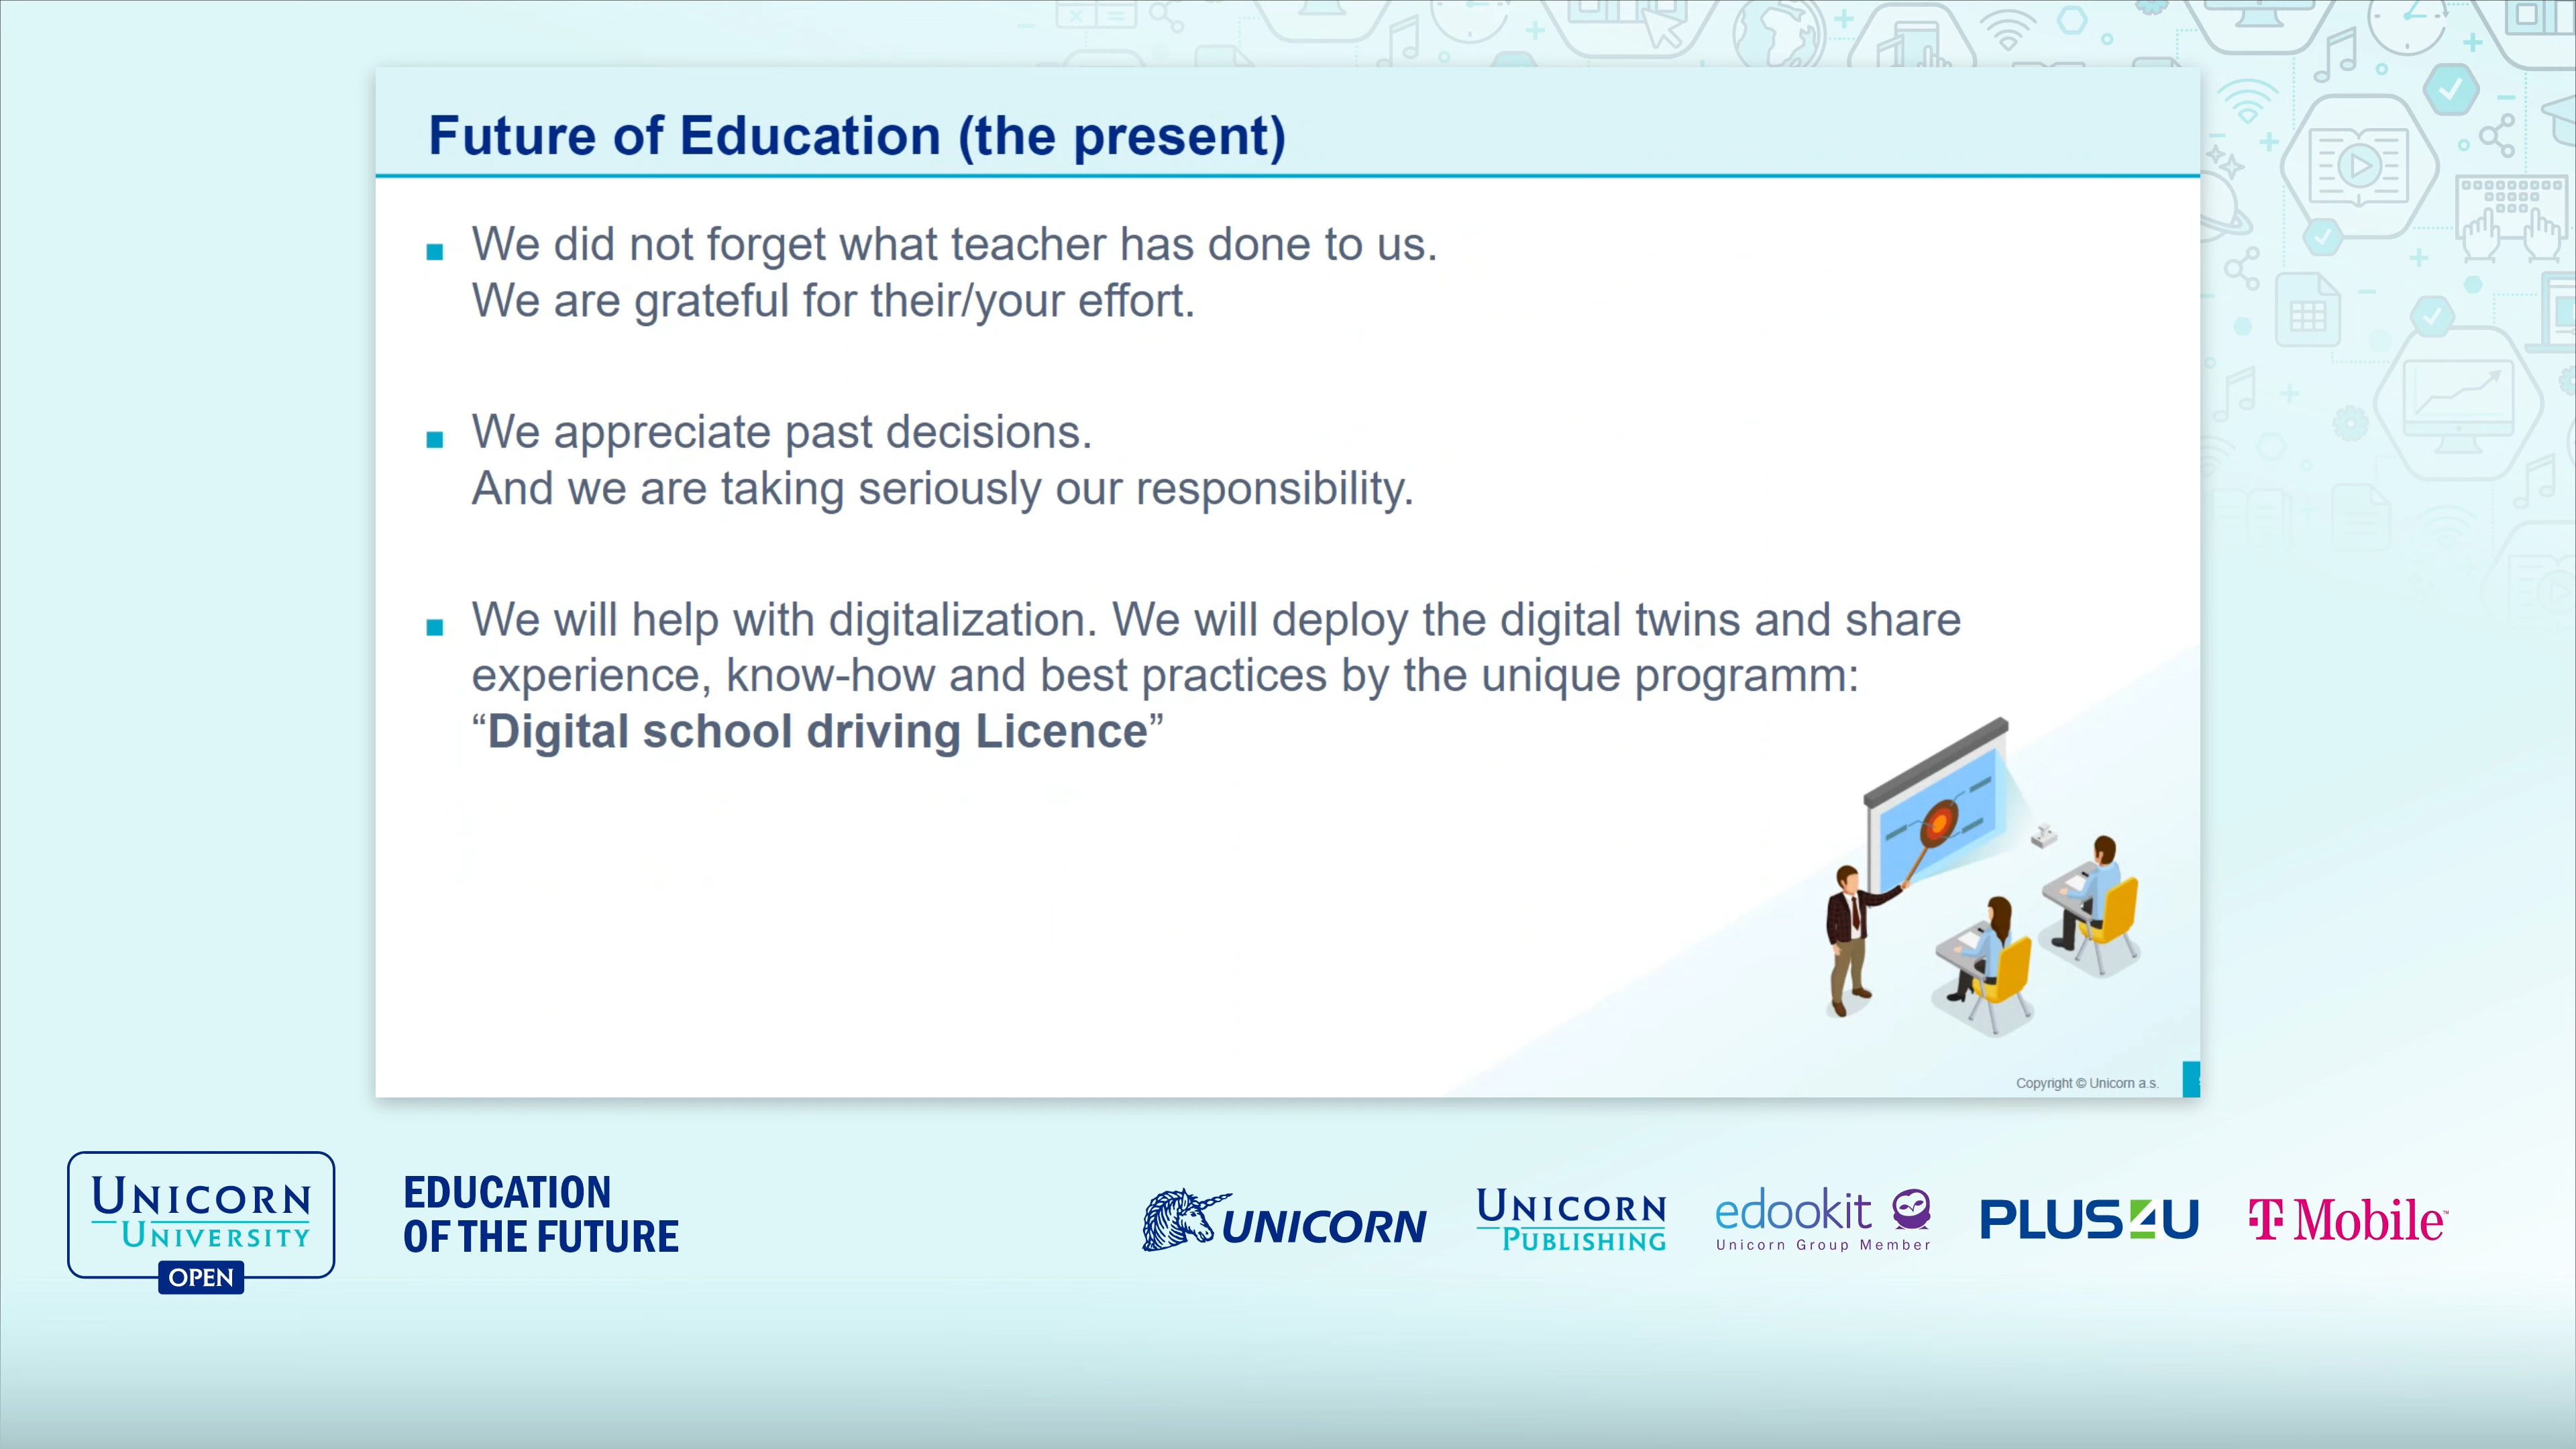 Future of Education (the present)
We did not forget what teacher has done to us.
We are grateful for their/your effort.
We appreciate past decisions.
And we are taking seriously our responsibility.
We will help with digitalization. We will deploy the digital twins and share
experience, know-how and best practices by the unique programm:
“Digital school driving Licence”
Copyright © Unicorn a.s.
UNICORN
UNIVERSITY
OPEN
EDUCATION
OF THE FUTURE
UNICORN
UNICORN
PUBLISHING
edookit
Unicorn Group Member
PLUS4U
T Mobile™